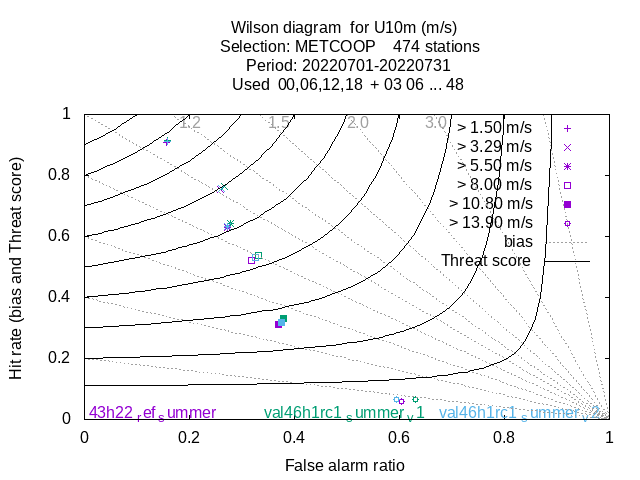 Wilson diagram for U10m (m/s)
Selection: METCOOP 474 stations
Period: 20220701-20220731
Used 00,06,12,18 + 03 06 ... 48
1
0.8
0.6
0.4
0.2
0
Hit rate (bias and Threat score)
1.2
1.5
2.0
3.0
> 1.50 m/s
> 3.29 m/s
> 5.50 m/s
> 8.00 m/s
> 10.80 m/s
> 13.90 m/s
bias
Threat score
43h22refsummer val46h1rc1summerv1 val46h1rc1summerv2
0 0.2 0.4 0.6 0.8 1
False alarm ratio